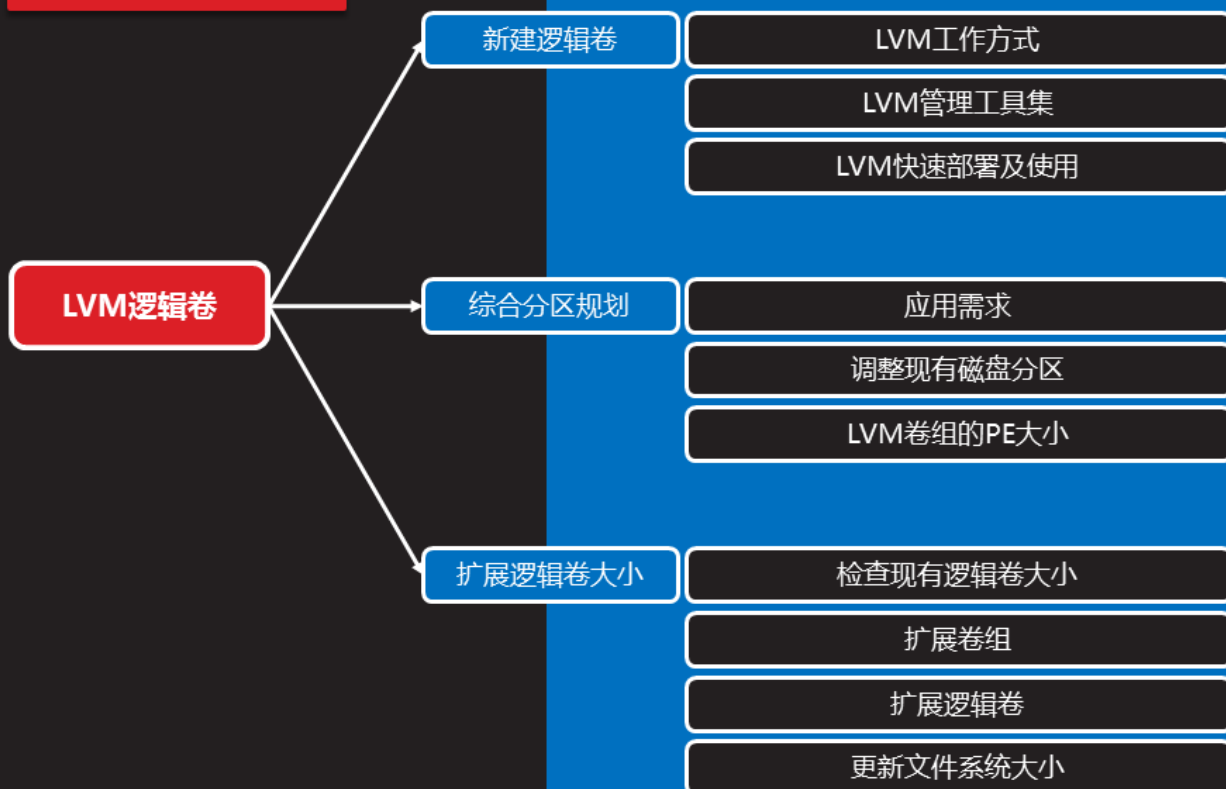 新建逻辑卷
LVM工作方式
LVM管理工具集
LVM快速部署及使用
LVM逻辑卷
综合分区规划
应用需求
调整现有磁盘分区
LVM卷组的PE大小
扩展逻辑卷大小
检查现有逻辑卷大小
扩展卷组
扩展逻辑卷
更新文件系统大小